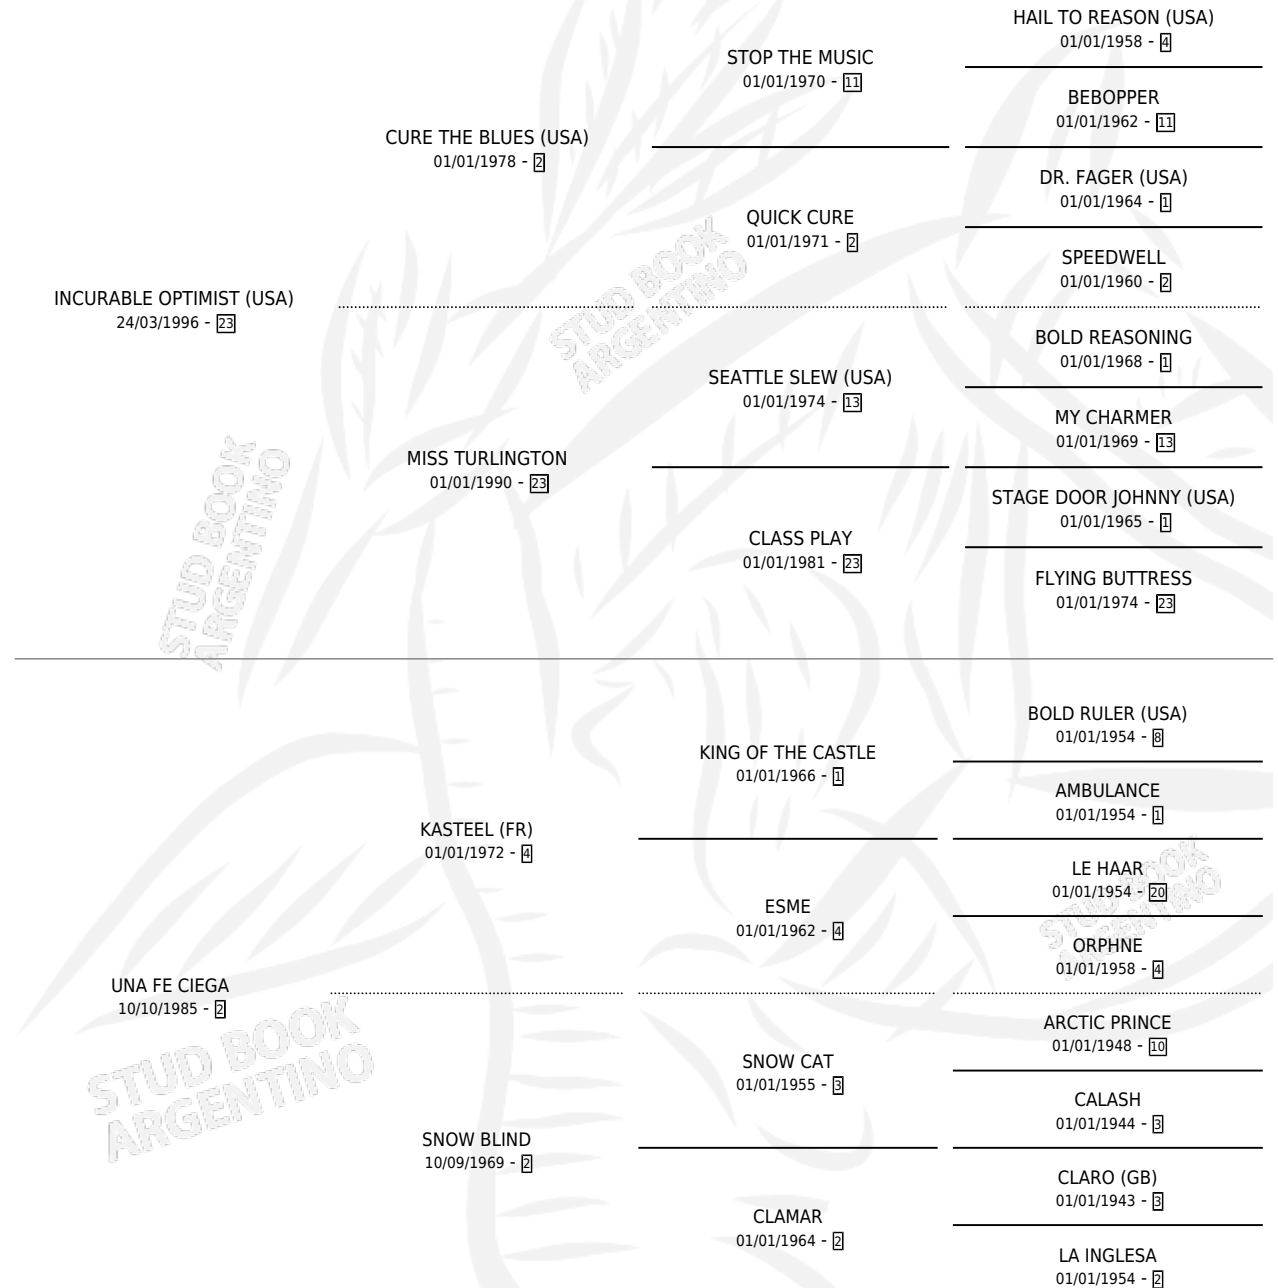 HAIL TO REASON (USA)
01/01/1958 - 4
STOP THE MUSIC
01/01/1970 - 11
BEBOPPER
01/01/1962 - 11
CURE THE BLUES (USA)
01/01/1978 - 2
DR. FAGER (USA)
01/01/1964 - 1
QUICK CURE
01/01/1971 - 2
SPEEDWELL
01/01/1960 - 2
INCURABLE OPTIMIST (USA)
24/03/1996 - 23
BOLD REASONING
01/01/1968 - 1
SEATTLE SLEW (USA)
01/01/1974 - 13
MY CHARMER
01/01/1969 - 13
MISS TURLINGTON
01/01/1990 - 23
STAGE DOOR JOHNNY (USA)
01/01/1965 - 1
CLASS PLAY
01/01/1981 - 23
FLYING BUTTRESS
01/01/1974 - 23
BOLD RULER (USA)
01/01/1954 - 8
KING OF THE CASTLE
01/01/1966 - 1
AMBULANCE
01/01/1954 - 1
KASTEEL (FR)
01/01/1972 - 4
LE HAAR
01/01/1954 - 20
ESME
01/01/1962 - 4
ORPHNE
01/01/1958 - 4
UNA FE CIEGA
10/10/1985 - 2
ARCTIC PRINCE
01/01/1948 - 10
SNOW CAT
01/01/1955 - 3
CALASH
01/01/1944 - 3
SNOW BLIND
10/09/1969 - 2
CLARO (GB)
01/01/1943 - 3
CLAMAR
01/01/1964 - 2
LA INGLESA
01/01/1954 - 2
STUD BOOK
ARGENTINO
STUD BOOK
ARGENTINO
STUD BOOK
ARGENTINO
STUD BOOK
ARGENTINO